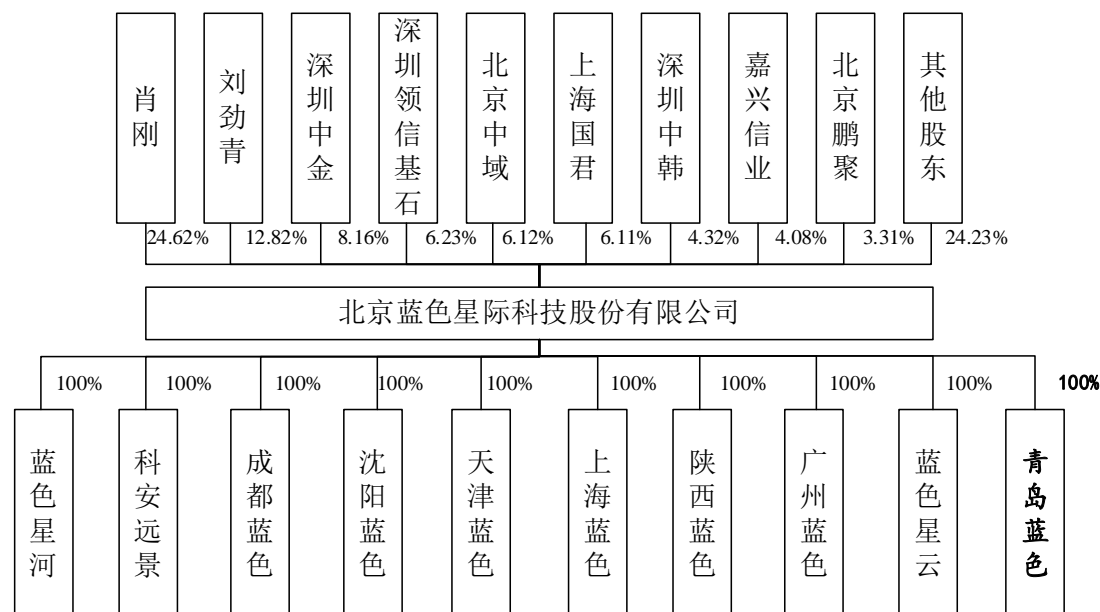 肖刚
刘劲青
深圳中金
深圳领信基石
北京中域
上海国君
深圳中韩
嘉兴信业
北京鹏聚
其他股东
24.62%
12.82%
8.16%
6.23%
6.12%
6.11%
4.32%
4.08%
3.31%
24.23%
北京蓝色星际科技股份有限公司
100%
100%
100%
100%
100%
100%
100%
100%
100%
100%
蓝色星河
科安远景
成都蓝色
沈阳蓝色
天津蓝色
上海蓝色
陕西蓝色
广州蓝色
蓝色星云
青岛蓝色